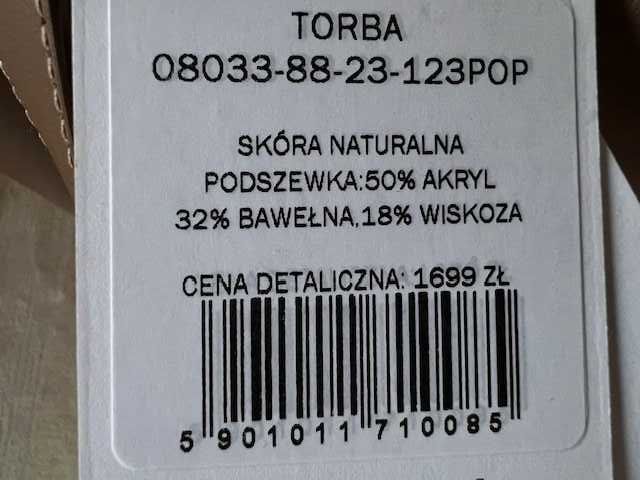 TORBA
08033-88-23-123POP
SKÓRA NATURALNA
PODSZEWKA:50% AKRYL
32% BAWEŁNA,18% WISKOZA
CENA DETALICZNA: 1699 ZŁ
5 901011 710085